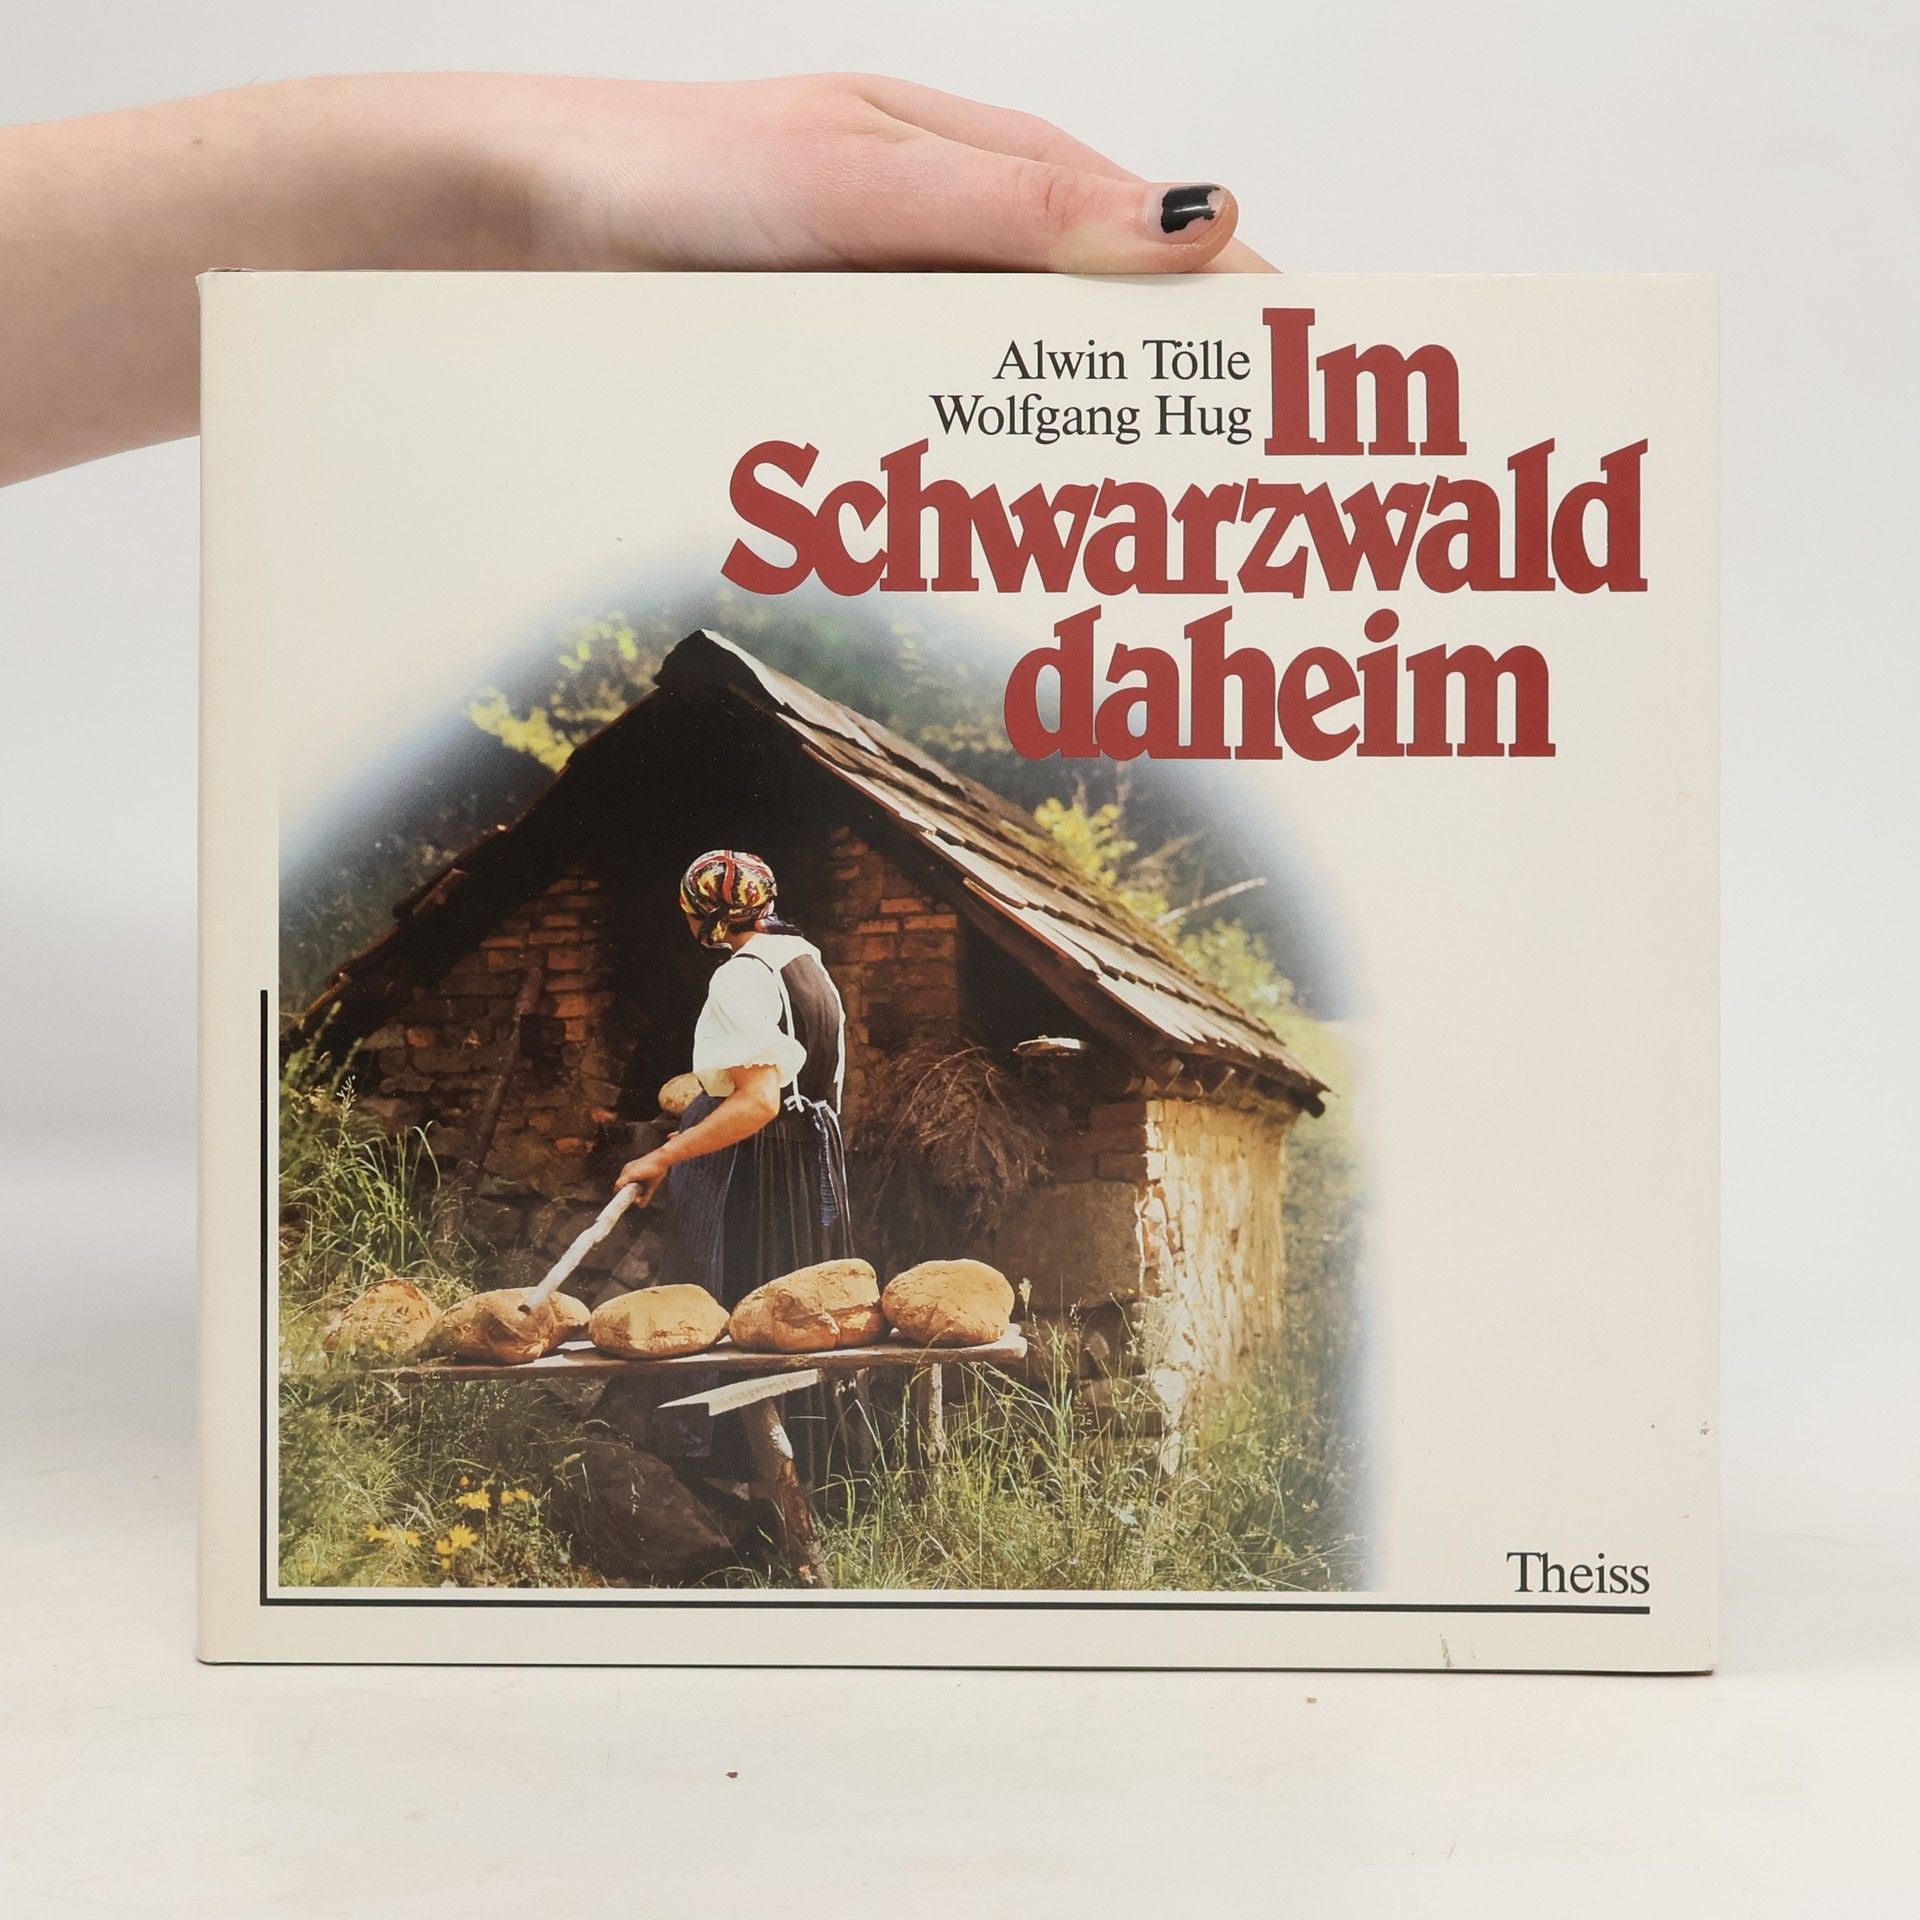 Alwin Tölle
Wolfgang Hug
Im
Schwarzwald
daheim
Theiss